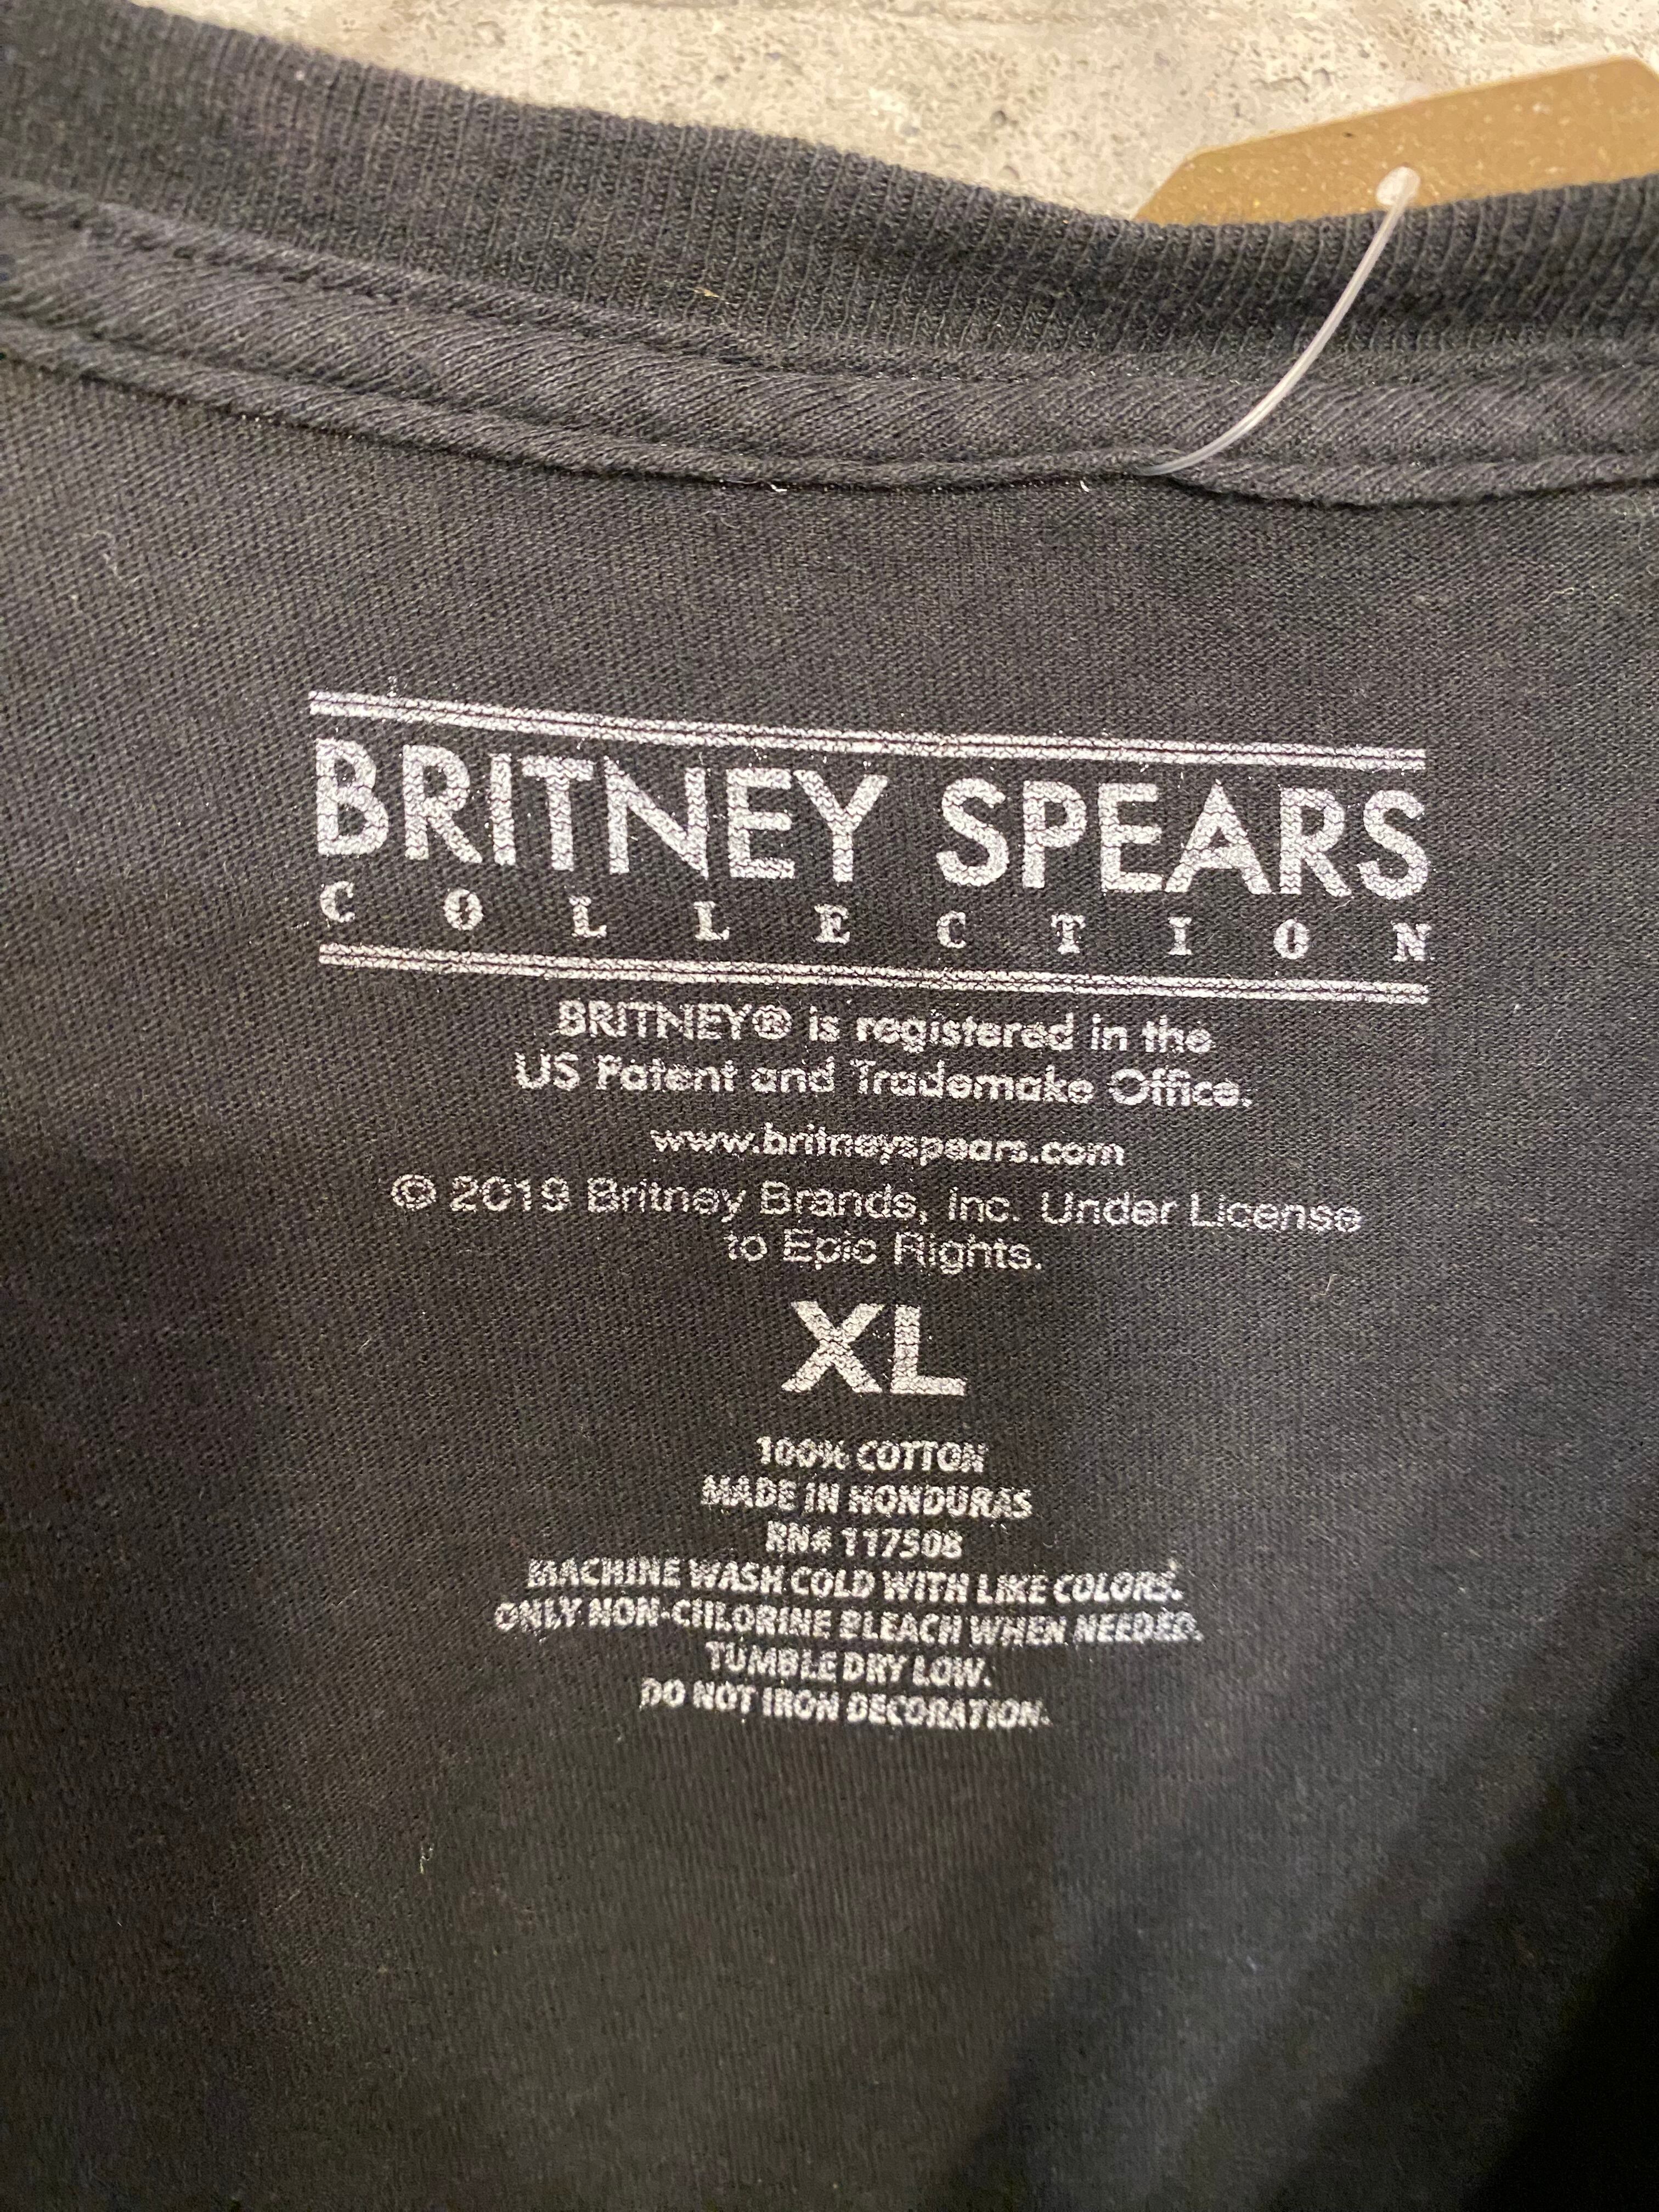 BRITNEY SPEARS
COLLECTION
BRITNEY® is registered in the
US Patent and Trademake Office.
www.britneyspears.com
© 2019 Britney Brands, Inc. Under License
to Epic Rights.
XL
100% COTTON
MADE IN HONDURAS
RN# 117508
MACHINE WASH COLD WITH LIKE COLORS.
ONLY NON-CHLORINE BLEACH WHEN NEEDED.
TUMBLE DRY LOW.
DO NOT IRON DECORATION.